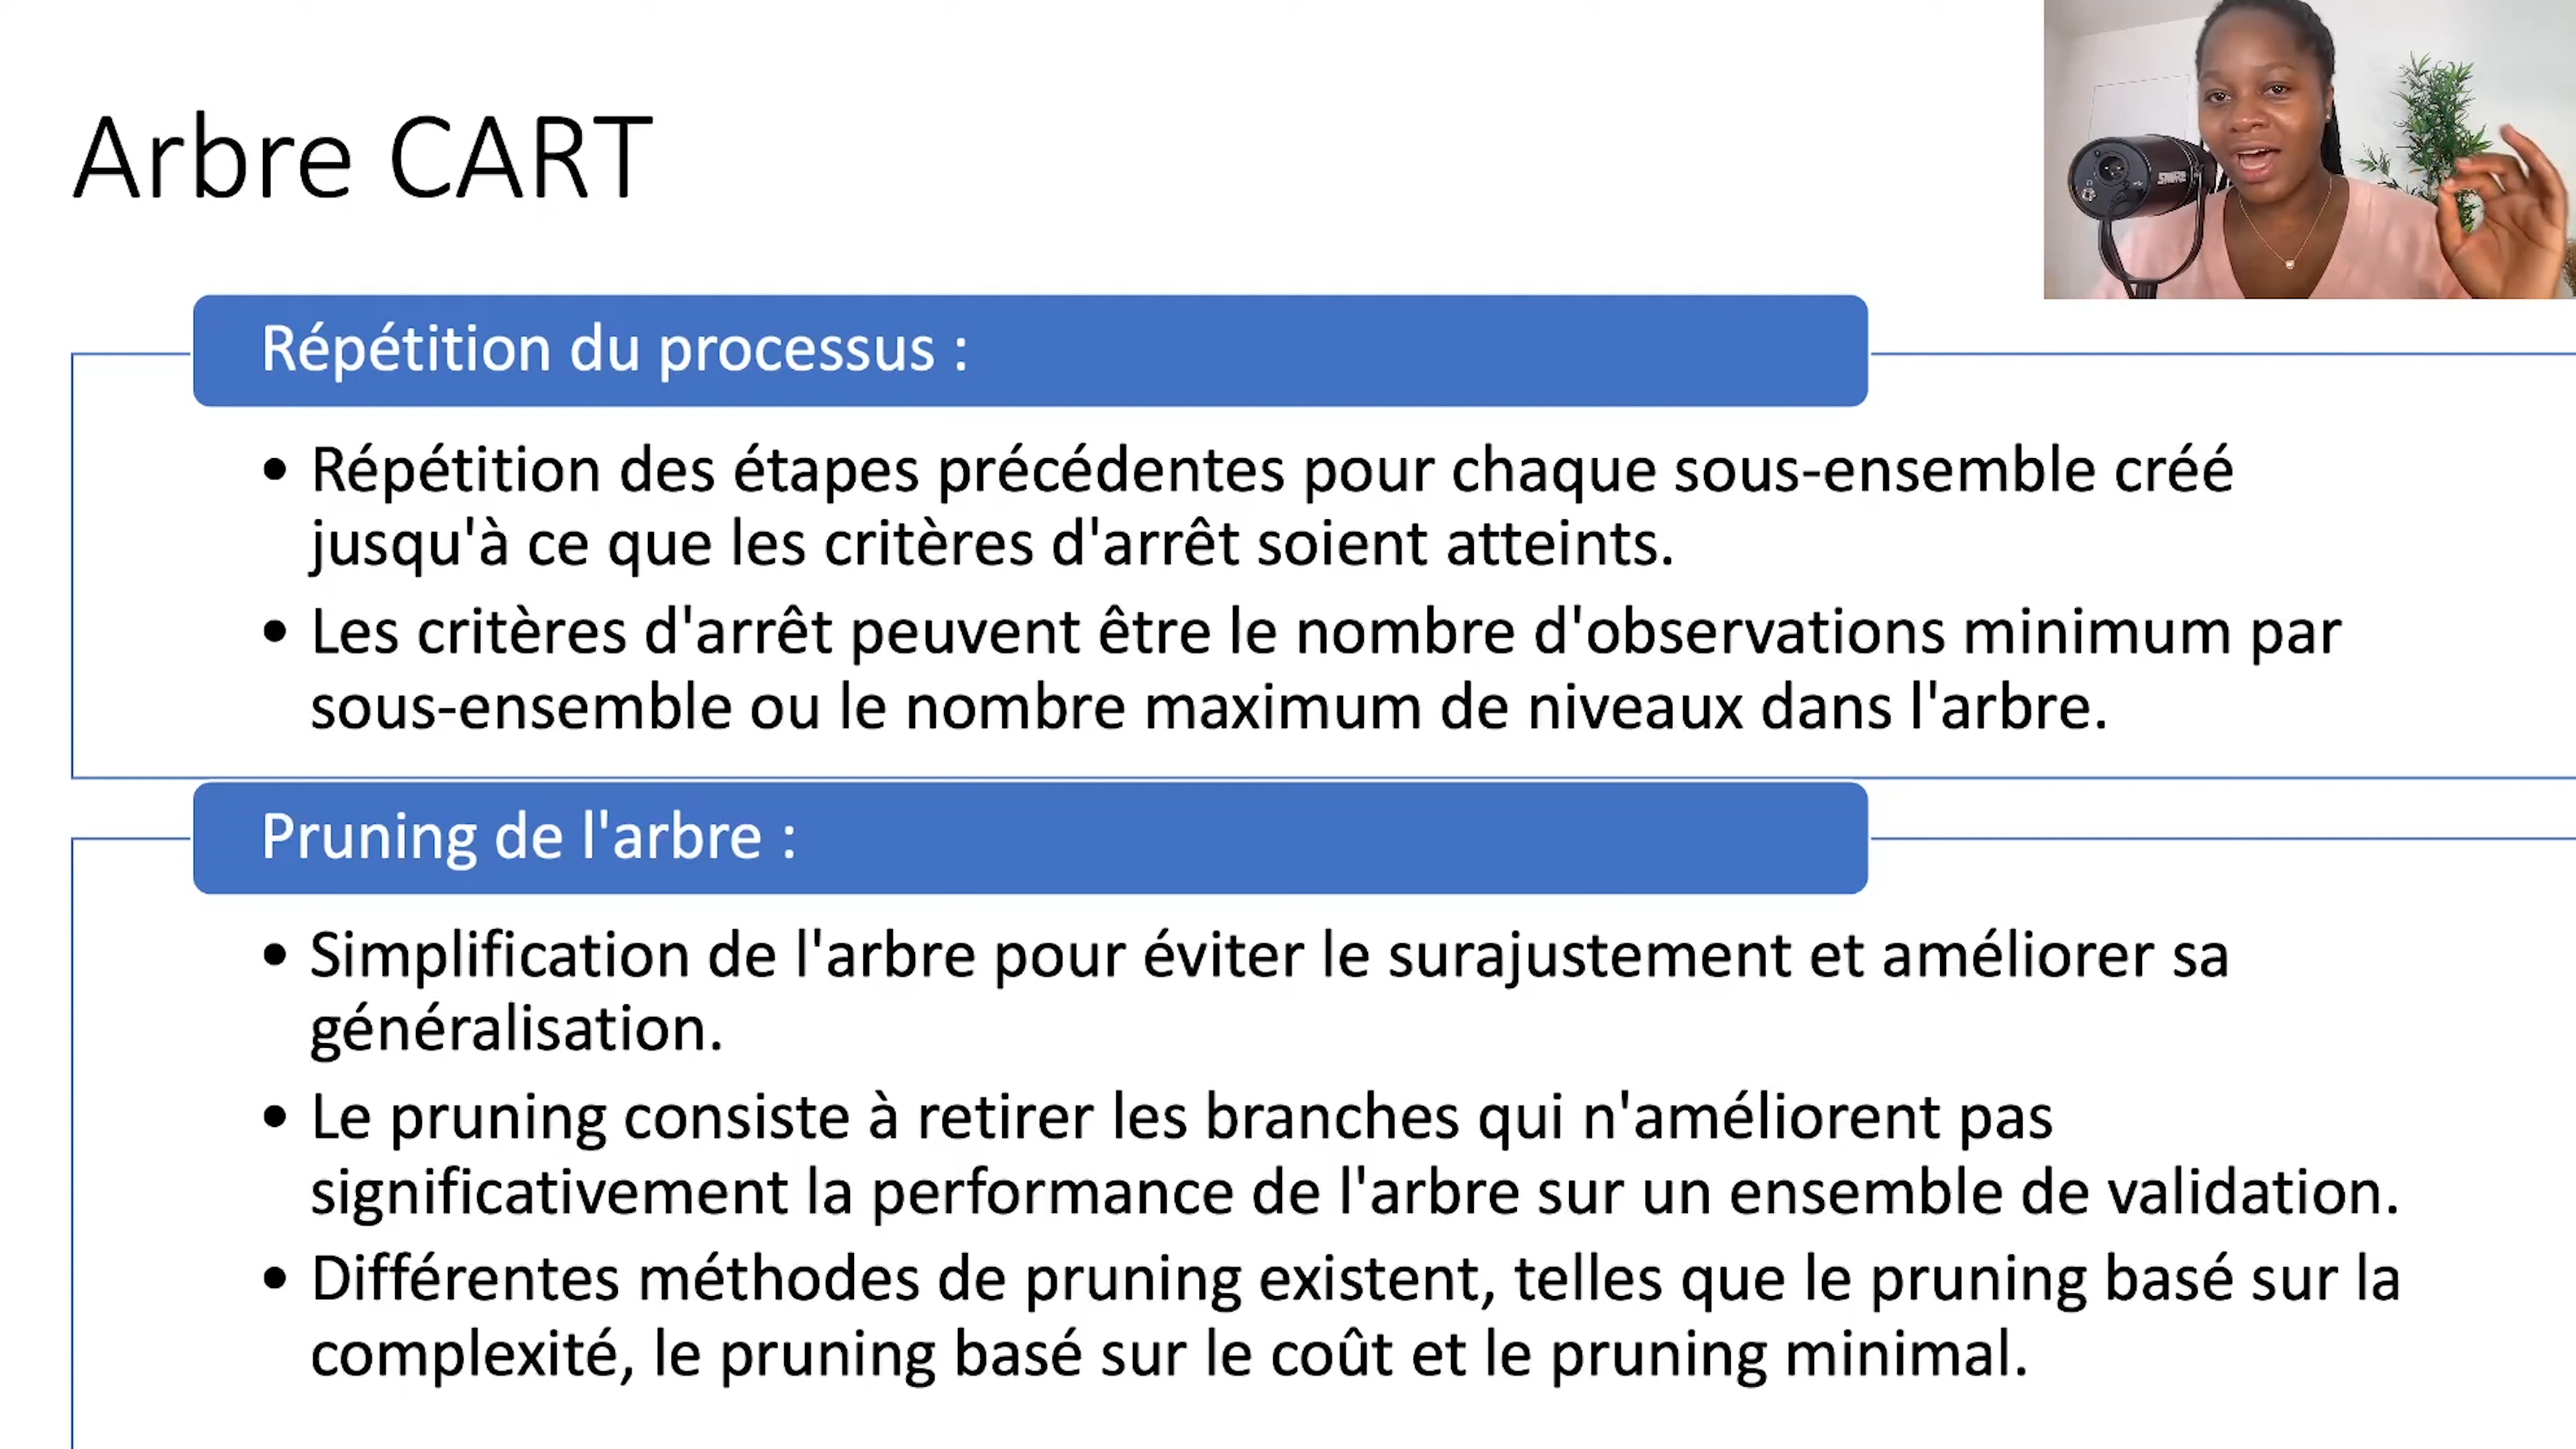 Arbre CART
SHURE
Répétition du processus :
• Répétition des étapes précédentes pour chaque sous-ensemble créé
jusqu'à ce que les critères d'arrêt soient atteints.
• Les critères d'arrêt peuvent être le nombre d'observations minimum par
sous-ensemble ou le nombre maximum de niveaux dans l'arbre.
Pruning de l'arbre :
• Simplification de l'arbre pour éviter le surajustement et améliorer sa
généralisation.
• Le pruning consiste à retirer les branches qui n'améliorent pas
significativement la performance de l'arbre sur un ensemble de validation.
• Différentes méthodes de pruning existent, telles que le pruning basé sur la
complexité, le pruning basé sur le coût et le pruning minimal.